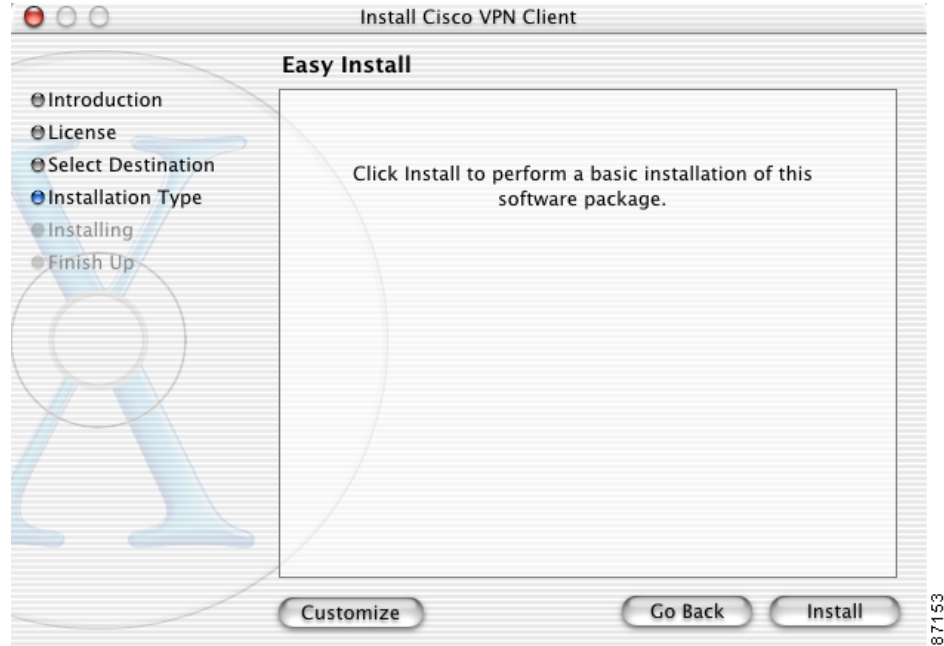 Install Cisco VPN Client
Easy Install
Introduction
License
Select Destination
Installation Type
Installing
Finish Up
Click Install to perform a basic installation of this
software package.
Customize
Go Back
Install
87153